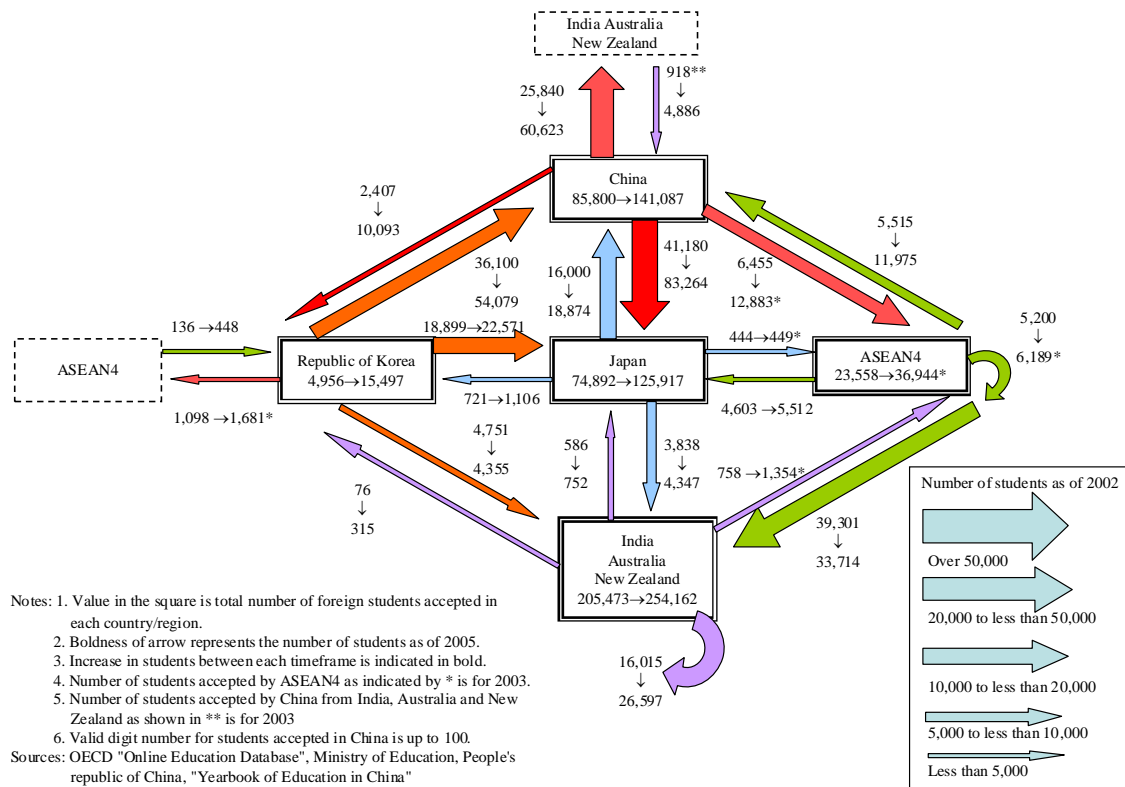 India Australia
New Zealand
918**
↓
4,886
25,840
↓
60,623
China
85,800→141,087
2,407
↓
10,093
36,100
↓
54,079
16,000
↓
18,874
41,180
↓
83,264
6,455
↓
12,883*
5,515
↓
11,975
136 →448
ASEAN4
1,098 →1,681*
Republic of Korea
4,956→15,497
18,899→22,571
721→1,106
Japan
74,892→125,917
444→449*
4,603→5,512
ASEAN4
23,558→36,944*
5,200
↓
6,189*
4,751
↓
4,355
76
↓
315
586
↓
752
3,838
↓
4,347
758 →1,354*
39,301
↓
33,714
India
Australia
New Zealand
205,473→254,162
16,015
↓
26,597
Number of students as of 2002
Over 50,000
20,000 to less than 50,000
10,000 to less than 20,000
5,000 to less than 10,000
Less than 5,000
Notes: 1. Value in the square is total number of foreign students accepted in
each country/region.
2. Boldness of arrow represents the number of students as of 2005.
3. Increase in students between each timeframe is indicated in bold.
4. Number of students accepted by ASEAN4 as indicated by * is for 2003.
5. Number of students accepted by China from India, Australia and New
Zealand as shown in ** is for 2003
6. Valid digit number for students accepted in China is up to 100.
Sources: OECD "Online Education Database", Ministry of Education, People's
republic of China, "Yearbook of Education in China"